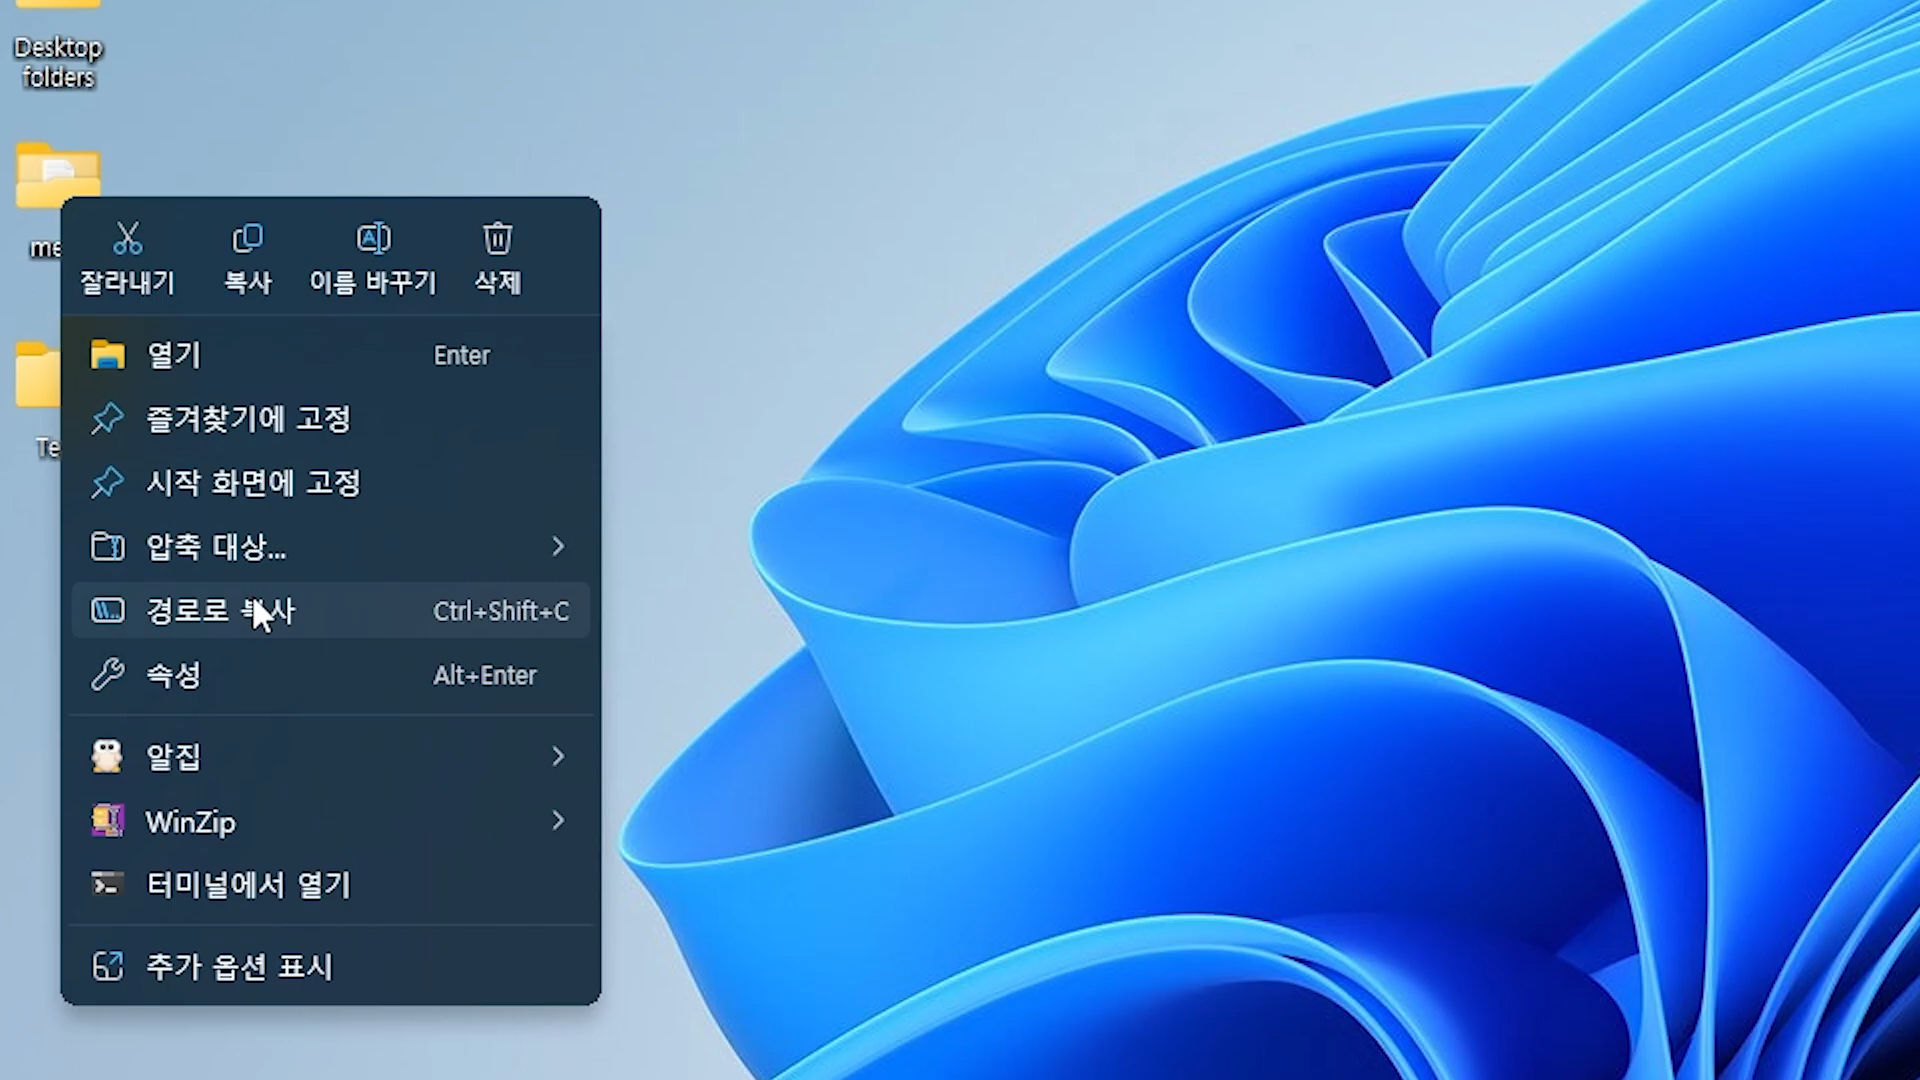 Desktop
folders
잘라내기 복사 이름 바꾸기 삭제
열기 Enter
즐겨찾기에 고정
시작 화면에 고정
압축 대상...
경로로 복사 Ctrl+Shift+C
속성 Alt+Enter
알집
WinZip
터미널에서 열기
추가 옵션 표시